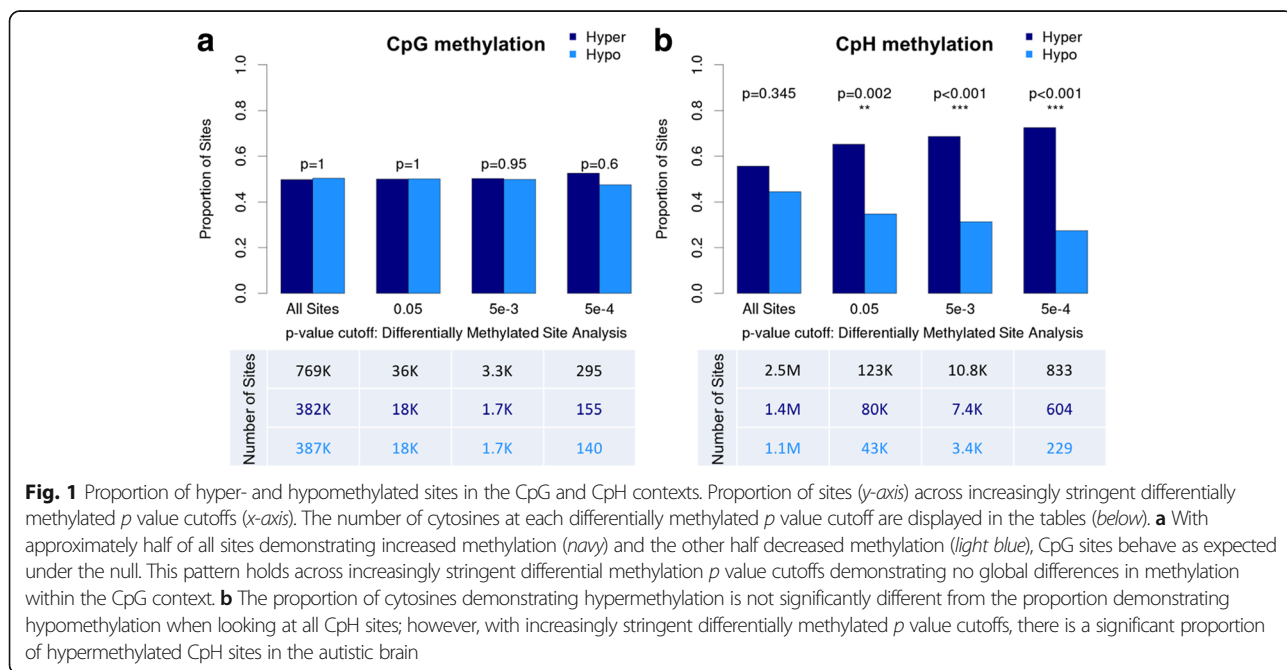 a
CpG methylation
Hyper
Hypo
Proportion of Sites
1.0
0.8
0.6
0.4
0.2
0.0
p=1
p=1
p=0.95
p=0.6
All Sites 0.05 5e-3 5e-4
p-value cutoff: Differentially Methylated Site Analysis
Number of Sites
769K 36K 3.3K 295
382K 18K 1.7K 155
387K 18K 1.7K 140
b
CpH methylation
Hyper
Hypo
Proportion of Sites
1.0
0.8
0.6
0.4
0.2
0.0
p=0.345 p=0.002 p<0.001 p<0.001
** *** ***
All Sites 0.05 5e-3 5e-4
p-value cutoff: Differentially Methylated Site Analysis
Number of Sites
2.5M 123K 10.8K 833
1.4M 80K 7.4K 604
1.1M 43K 3.4K 229
Fig. 1 Proportion of hyper- and hypomethylated sites in the CpG and CpH contexts. Proportion of sites (y-axis) across increasingly stringent differentially
methylated p value cutoffs (x-axis). The number of cytosines at each differentially methylated p value cutoff are displayed in the tables (below). a With
approximately half of all sites demonstrating increased methylation (navy) and the other half decreased methylation (light blue), CpG sites behave as expected
under the null. This pattern holds across increasingly stringent differential methylation p value cutoffs demonstrating no global differences in methylation
within the CpG context. b The proportion of cytosines demonstrating hypermethylation is not significantly different from the proportion demonstrating
hypomethylation when looking at all CpH sites; however, with increasingly stringent differentially methylated p value cutoffs, there is a significant proportion
of hypermethylated CpH sites in the autistic brain